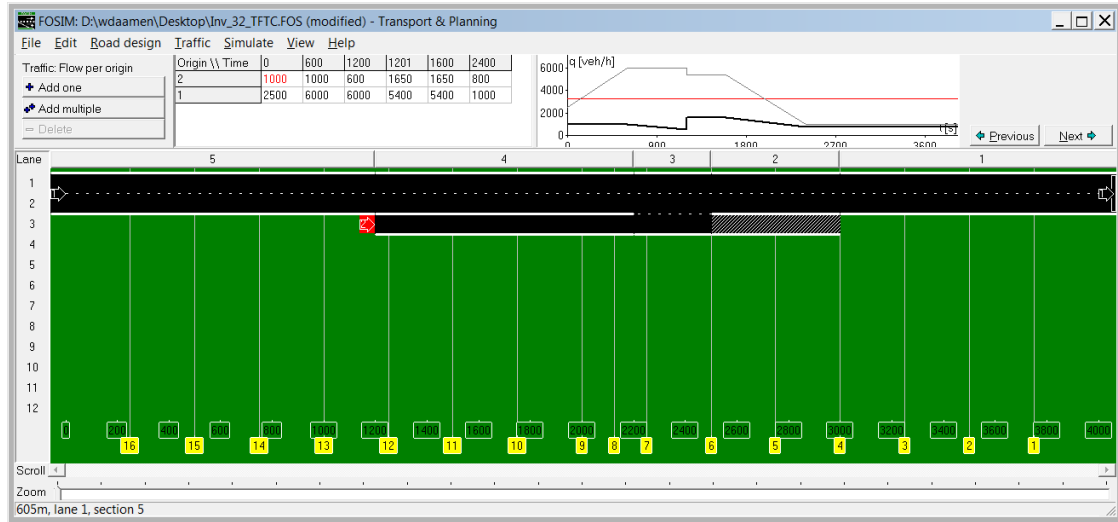 FOSIM: D:\wdaamen\Desktop\Inv_32_TFTC.FOS (modified) - Transport & Planning
File Edit Road design Traffic Simulate View Help
Traffic: Flow per origin
Add one
Add multiple
Delete
Origin \\ Time 0 600 1200 1201 1600 2400
2 1000 1000 600 1650 1650 800
1 2500 6000 6000 5400 5400 1000
q [veh/h]
6000
4000
2000
0
0 900 1800 2700 3600
t [s]
Previous Next
Lane 5 4 3 2 1
1
2
3
4
5
6
7
8
9
10
11
12
1 1
2
0 200 400 600 800 1000 1200 1400 1600 1800 2000 2200 2400 2600 2800 3000 3200 3400 3600 3800 4000
16 15 14 13 12 11 10 9 8 7 6 5 4 3 2 1
Scroll
Zoom
605m, lane 1, section 5